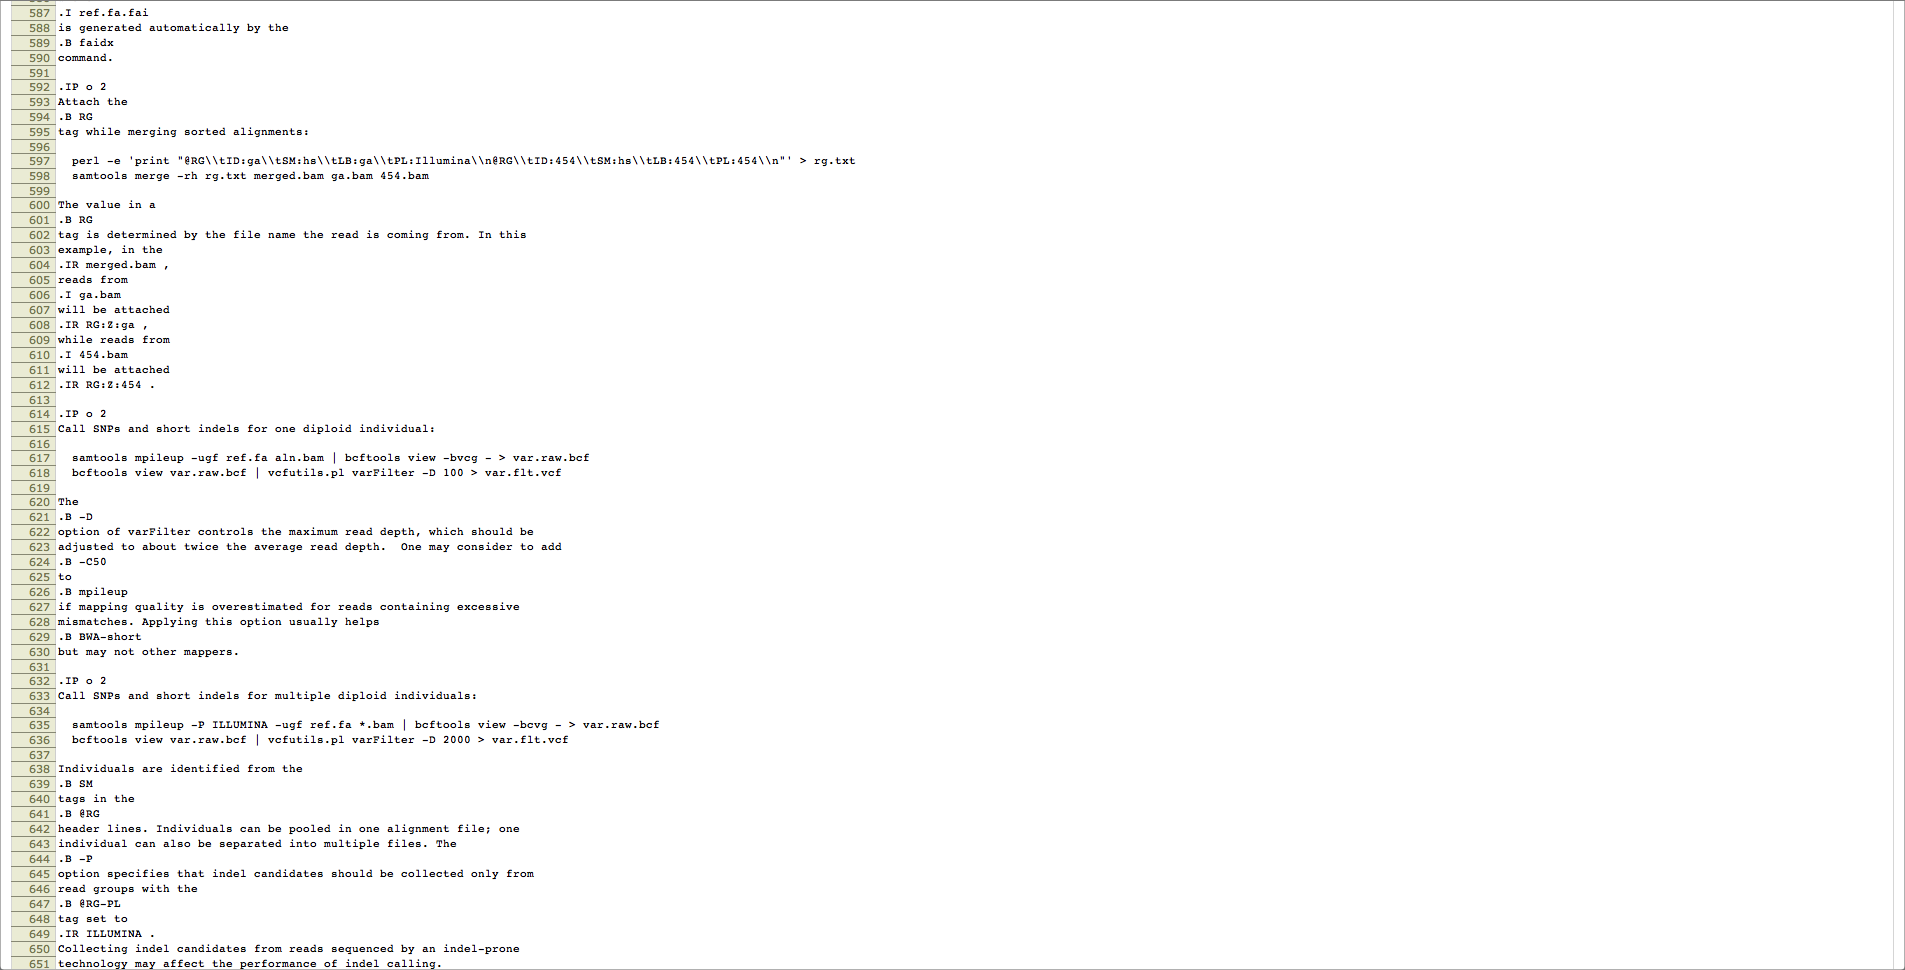 587 .I ref.fa.fai
588 is generated automatically by the
589 .B faidx
590 command.
591
592 .IP o 2
593 Attach the
594 .B RG
595 tag while merging sorted alignments:
596
597   perl -e 'print "@RG\\tID:ga\\tSM:hs\\tLB:ga\\tPL:Illumina\\n@RG\\tID:454\\tSM:hs\\tLB:454\\tPL:454\\n"' > rg.txt
598   samtools merge -rh rg.txt merged.bam ga.bam 454.bam
599
600 The value in a
601 .B RG
602 tag is determined by the file name the read is coming from. In this
603 example, in the
604 .IR merged.bam ,
605 reads from
606 .I ga.bam
607 will be attached
608 .IR RG:Z:ga ,
609 while reads from
610 .I 454.bam
611 will be attached
612 .IR RG:Z:454 .
613
614 .IP o 2
615 Call SNPs and short indels for one diploid individual:
616
617   samtools mpileup -ugf ref.fa aln.bam | bcftools view -bvcg - > var.raw.bcf
618   bcftools view var.raw.bcf | vcfutils.pl varFilter -D 100 > var.flt.vcf
619
620 The
621 .B -D
622 option of varFilter controls the maximum read depth, which should be
623 adjusted to about twice the average read depth.  One may consider to add
624 .B -C50
625 to
626 .B mpileup
627 if mapping quality is overestimated for reads containing excessive
628 mismatches. Applying this option usually helps
629 .B BWA-short
630 but may not other mappers.
631
632 .IP o 2
633 Call SNPs and short indels for multiple diploid individuals:
634
635   samtools mpileup -P ILLUMINA -ugf ref.fa *.bam | bcftools view -bcvg - > var.raw.bcf
636   bcftools view var.raw.bcf | vcfutils.pl varFilter -D 2000 > var.flt.vcf
637
638 Individuals are identified from the
639 .B SM
640 tags in the
641 .B @RG
642 header lines. Individuals can be pooled in one alignment file; one
643 individual can also be separated into multiple files. The
644 .B -P
645 option specifies that indel candidates should be collected only from
646 read groups with the
647 .B @RG-PL
648 tag set to
649 .IR ILLUMINA .
650 Collecting indel candidates from reads sequenced by an indel-prone
651 technology may affect the performance of indel calling.